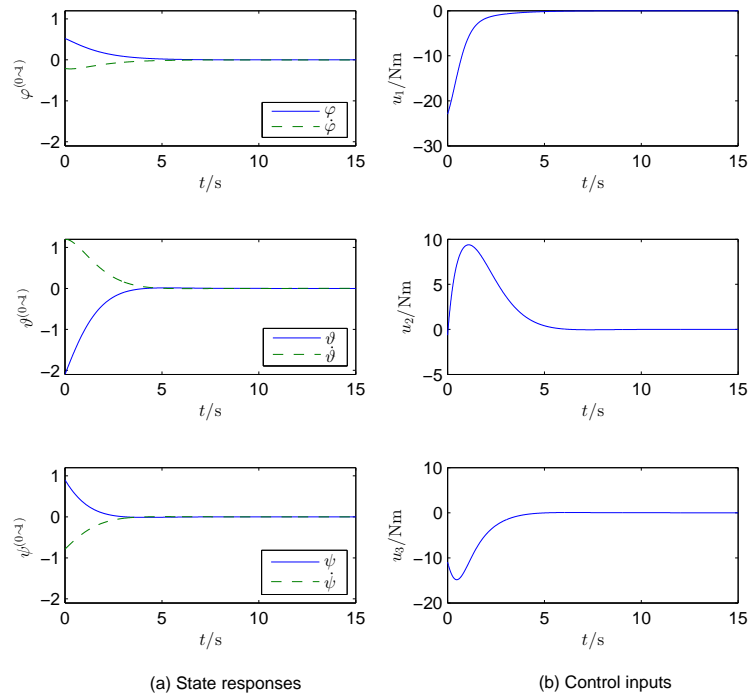 1
0
−1
−2
0 5 10 15
φ^(0∼1)
t/s
φ
φ̇
0
−10
−20
−30
0 5 10 15
u₁/Nm
t/s
1
0
−1
−2
0 5 10 15
ϑ^(0∼1)
t/s
ϑ
ϑ̇
10
5
0
−5
0 5 10 15
u₂/Nm
t/s
1
0
−1
−2
0 5 10 15
ψ^(0∼1)
t/s
ψ
ψ̇
10
0
−10
−20
0 5 10 15
u₃/Nm
t/s
(a) State responses
(b) Control inputs